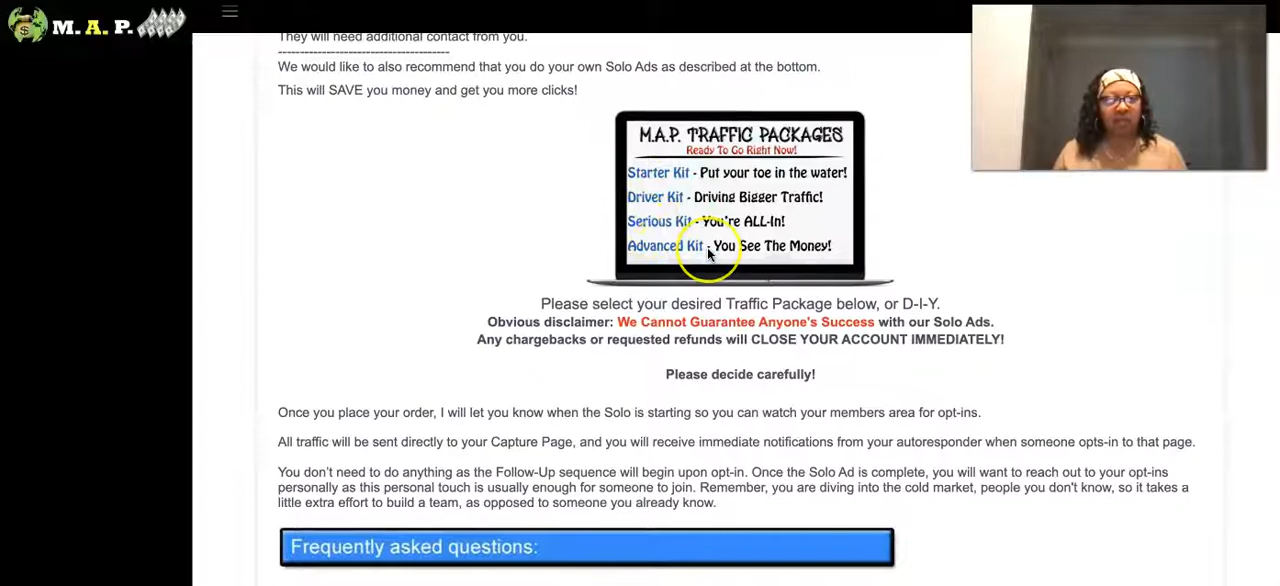 M. A. P.
They will need additional contact from you.
---------------------------------------
We would like to also recommend that you do your own Solo Ads as described at the bottom.
This will SAVE you money and get you more clicks!
M.A.P. TRAFFIC PACKAGES
Ready To Go Right Now!
Starter Kit - Put your toe in the water!
Driver Kit - Driving Bigger Traffic!
Serious Kit - You're ALL-In!
Advanced Kit - You See The Money!
Please select your desired Traffic Package below, or D-I-Y.
Obvious disclaimer: We Cannot Guarantee Anyone's Success with our Solo Ads.
Any chargebacks or requested refunds will CLOSE YOUR ACCOUNT IMMEDIATELY!
Please decide carefully!
Once you place your order, I will let you know when the Solo is starting so you can watch your members area for opt-ins.
All traffic will be sent directly to your Capture Page, and you will receive immediate notifications from your autoresponder when someone opts-in to that page.
You don't need to do anything as the Follow-Up sequence will begin upon opt-in. Once the Solo Ad is complete, you will want to reach out to your opt-ins
personally as this personal touch is usually enough for someone to join. Remember, you are diving into the cold market, people you don't know, so it takes a
little extra effort to build a team, as opposed to someone you already know.
Frequently asked questions: